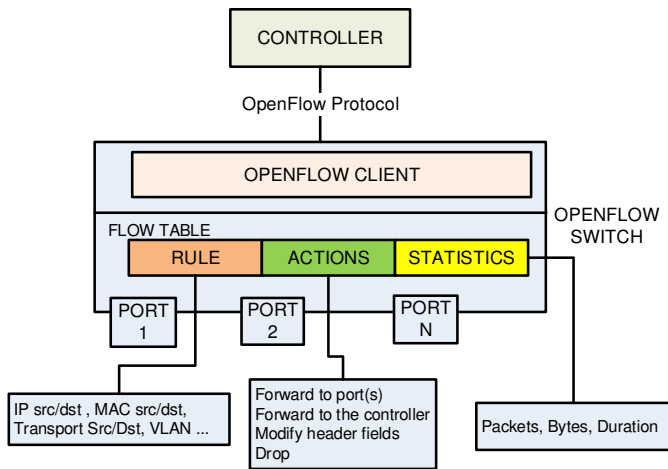 CONTROLLER
OpenFlow Protocol
OPENFLOW CLIENT
OPENFLOW
SWITCH
FLOW TABLE
RULE
ACTIONS
STATISTICS
PORT
1
PORT
2
PORT
N
IP src/dst , MAC src/dst,
Transport Src/Dst, VLAN ...
Forward to port(s)
Forward to the controller
Modify header fields
Drop
Packets, Bytes, Duration